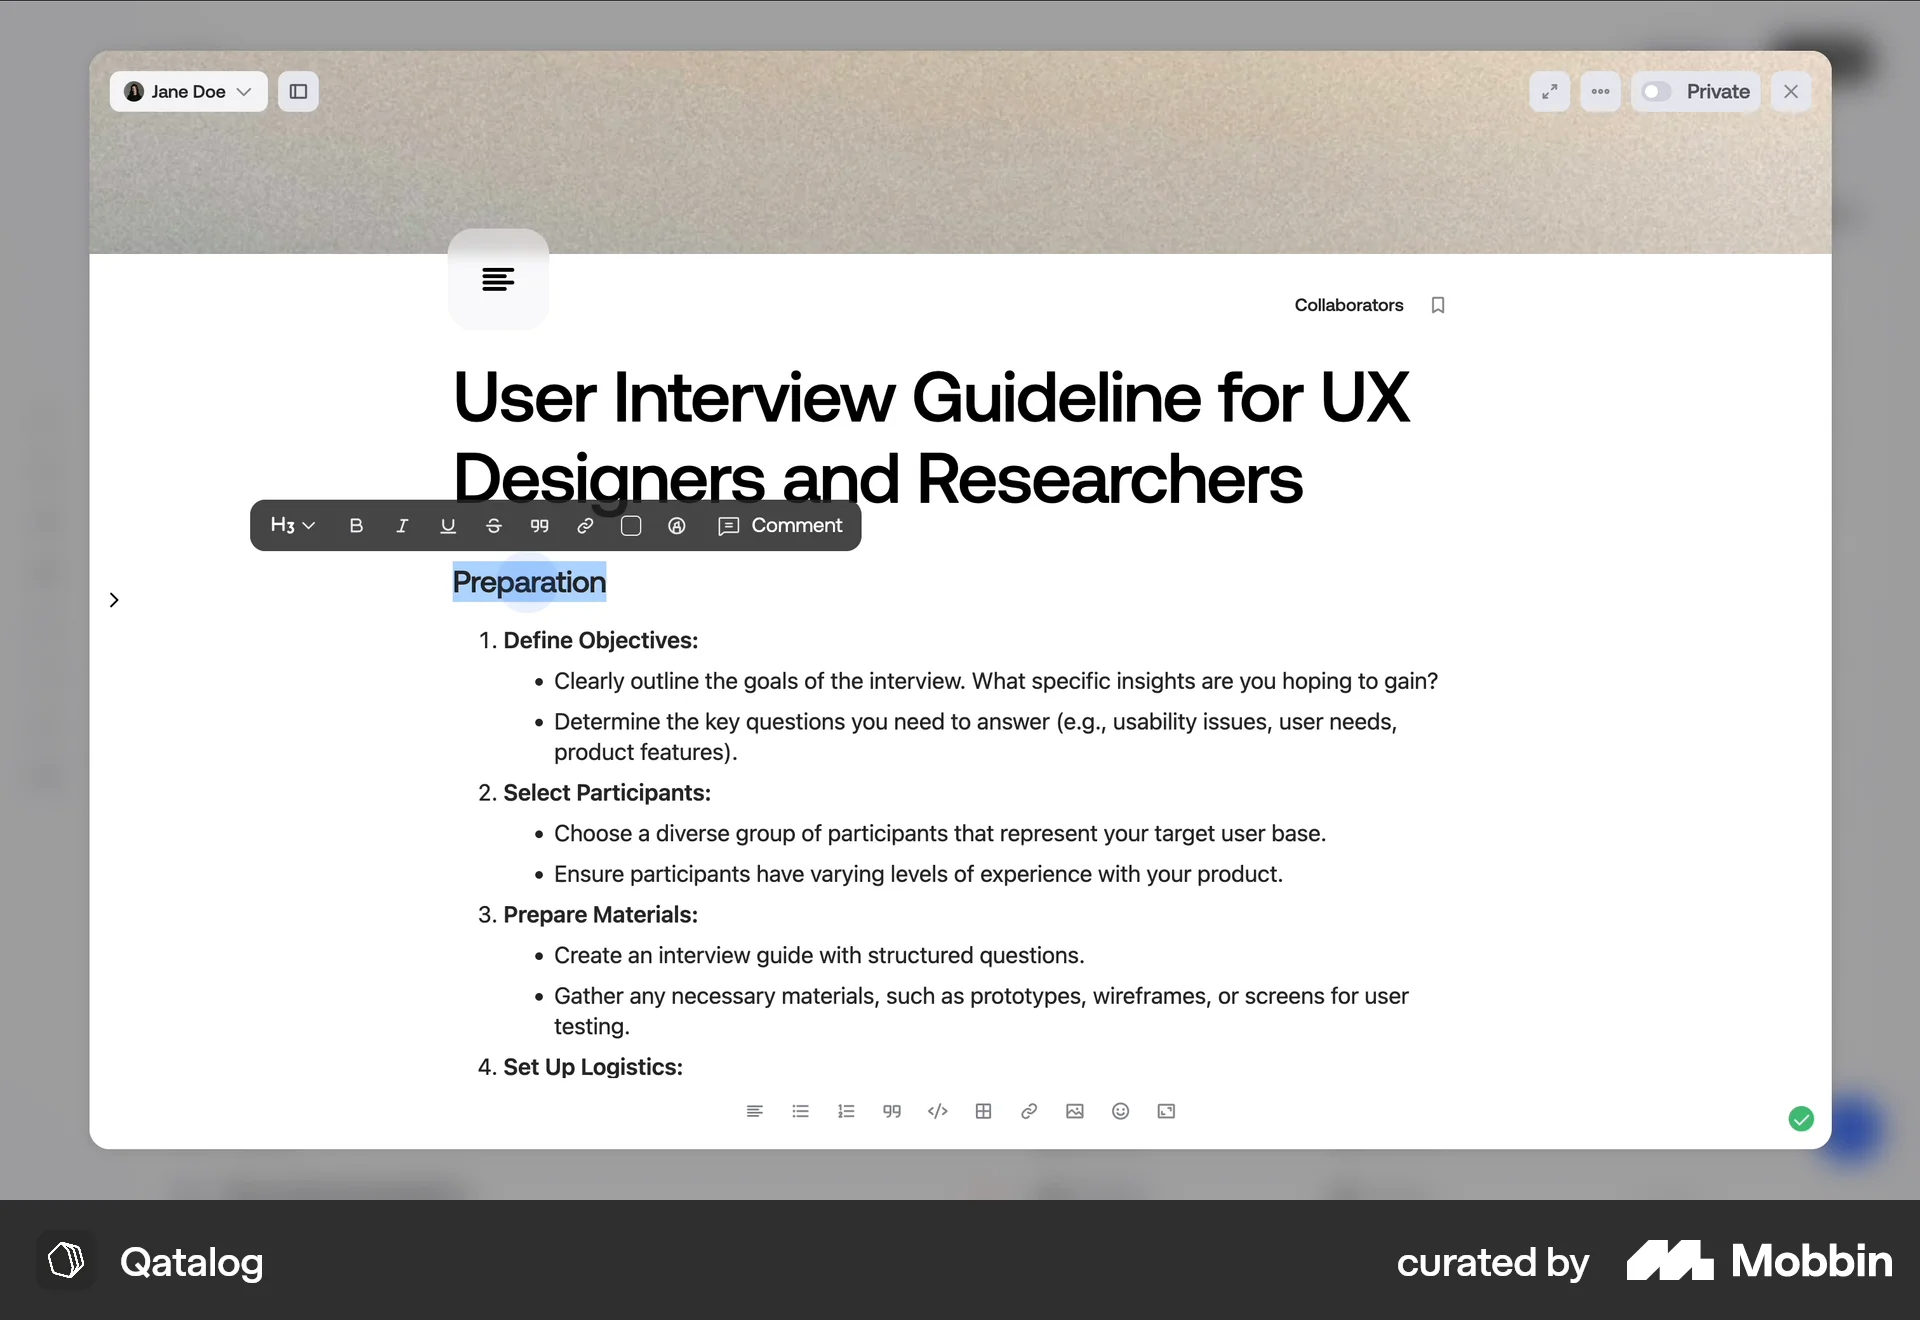 Jane Doe
Private
Collaborators
User Interview Guideline for UX
Designers and Researchers
H3 B I U S 99 Comment
Preparation
1. Define Objectives:
• Clearly outline the goals of the interview. What specific insights are you hoping to gain?
• Determine the key questions you need to answer (e.g., usability issues, user needs,
product features).
2. Select Participants:
• Choose a diverse group of participants that represent your target user base.
• Ensure participants have varying levels of experience with your product.
3. Prepare Materials:
• Create an interview guide with structured questions.
• Gather any necessary materials, such as prototypes, wireframes, or screens for user
testing.
4. Set Up Logistics:
Qatalog
curated by Mobbin